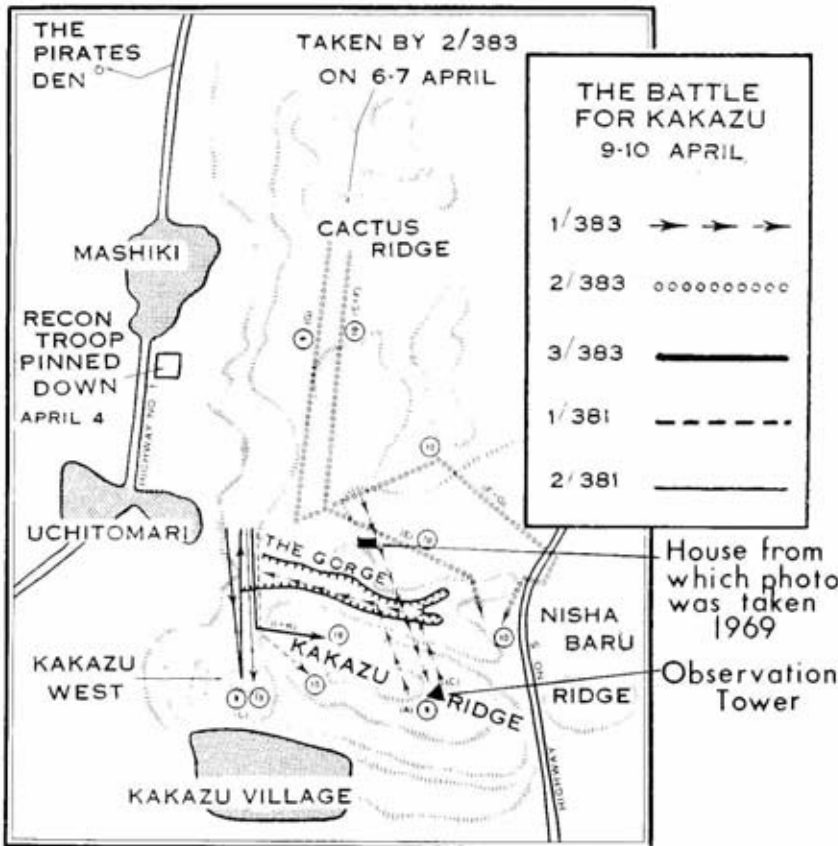 THE
PIRATES
DEN
TAKEN BY 2/383
ON 6-7 APRIL
THE BATTLE
FOR KAKAZU
9-10 APRIL
1/383
2/383
3/383
1/381
2/381
CACTUS
RIDGE
MASHIKI
RECON
TROOP
PINNED
DOWN
APRIL 4
HIGHWAY NO 1
UCHITOMARI
THE GORGE
House from
which photo
was taken
1969
NISHA
BARU
RIDGE
KAKAZU
WEST
KAKAZU
RIDGE
Observation
Tower
HIGHWAY
NO 5
KAKAZU VILLAGE